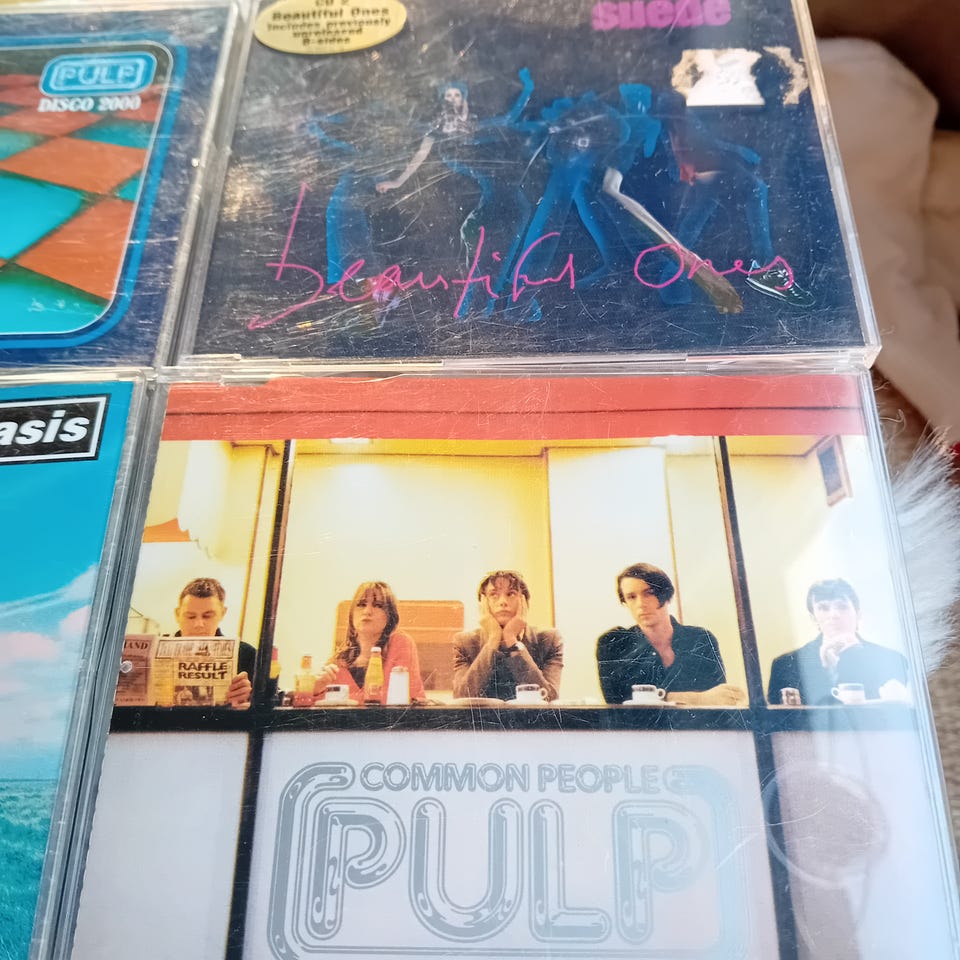 PULP
DISCO 2000
CD 2
Beautiful Ones
Includes previously
unreleased
B-sides
suede
beautiful ones
asis
RAFFLE
RESULT
COMMON PEOPLE
PULP